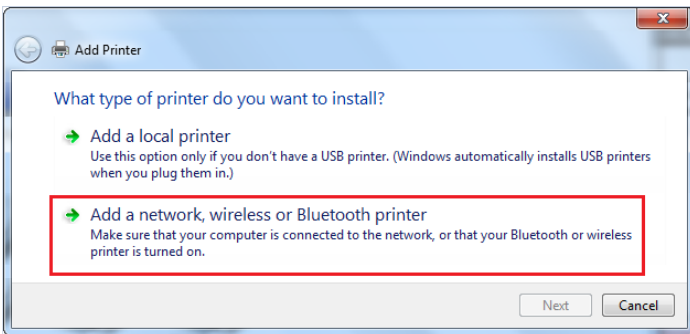 Add Printer
What type of printer do you want to install?
Add a local printer
Use this option only if you don't have a USB printer. (Windows automatically installs USB printers
when you plug them in.)
Add a network, wireless or Bluetooth printer
Make sure that your computer is connected to the network, or that your Bluetooth or wireless
printer is turned on.
Next Cancel